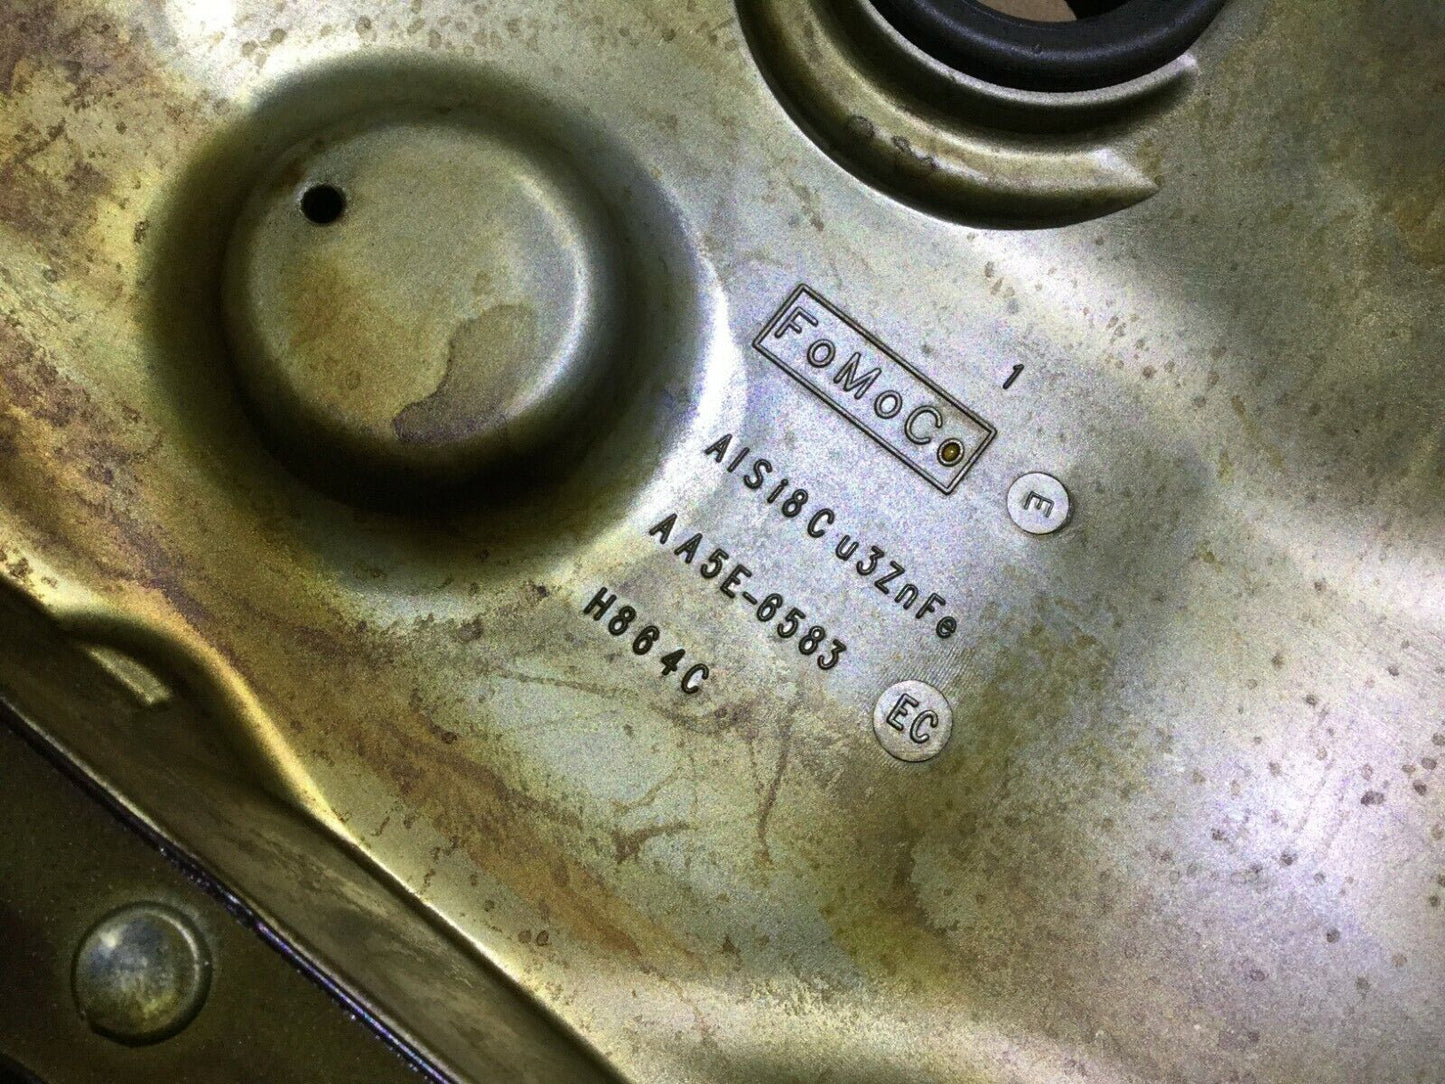 FoMoCo
1
AlSi8Cu3ZnFe
E
AA5E-6583
H864C
EC